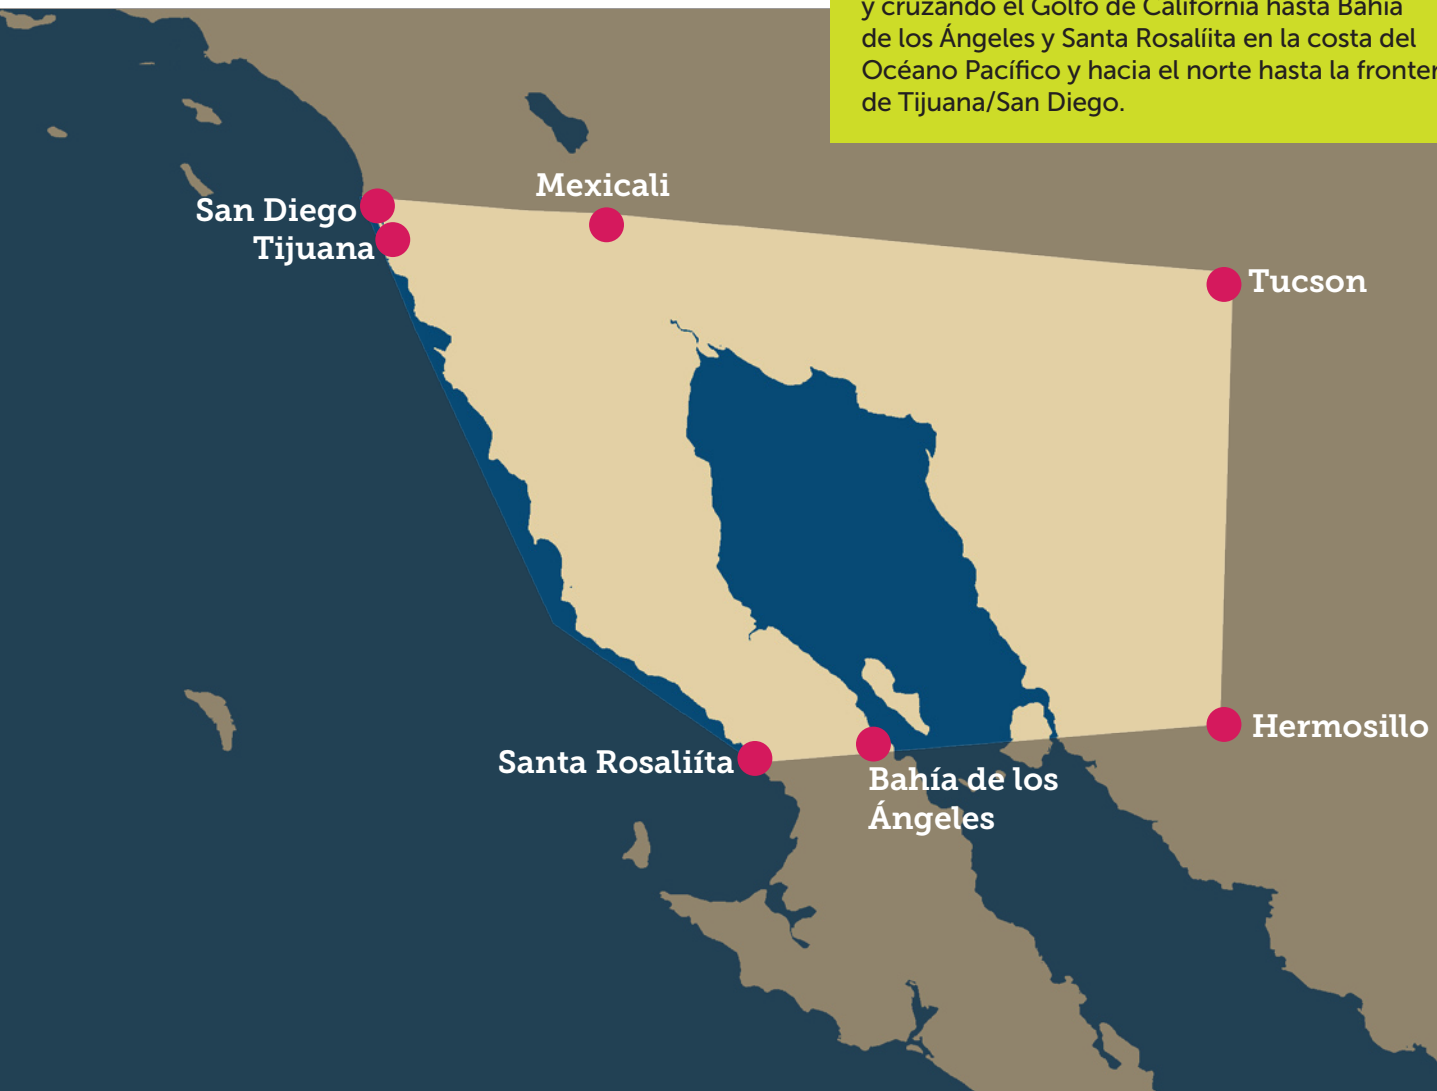 y cruzando el Golfo de California hasta Bahía
de los Ángeles y Santa Rosalíita en la costa del
Océano Pacífico y hacia el norte hasta la fronter
de Tijuana/San Diego.
Mexicali
San Diego
Tijuana
Tucson
Santa Rosaliíta
Bahía de los
Ángeles
Hermosillo